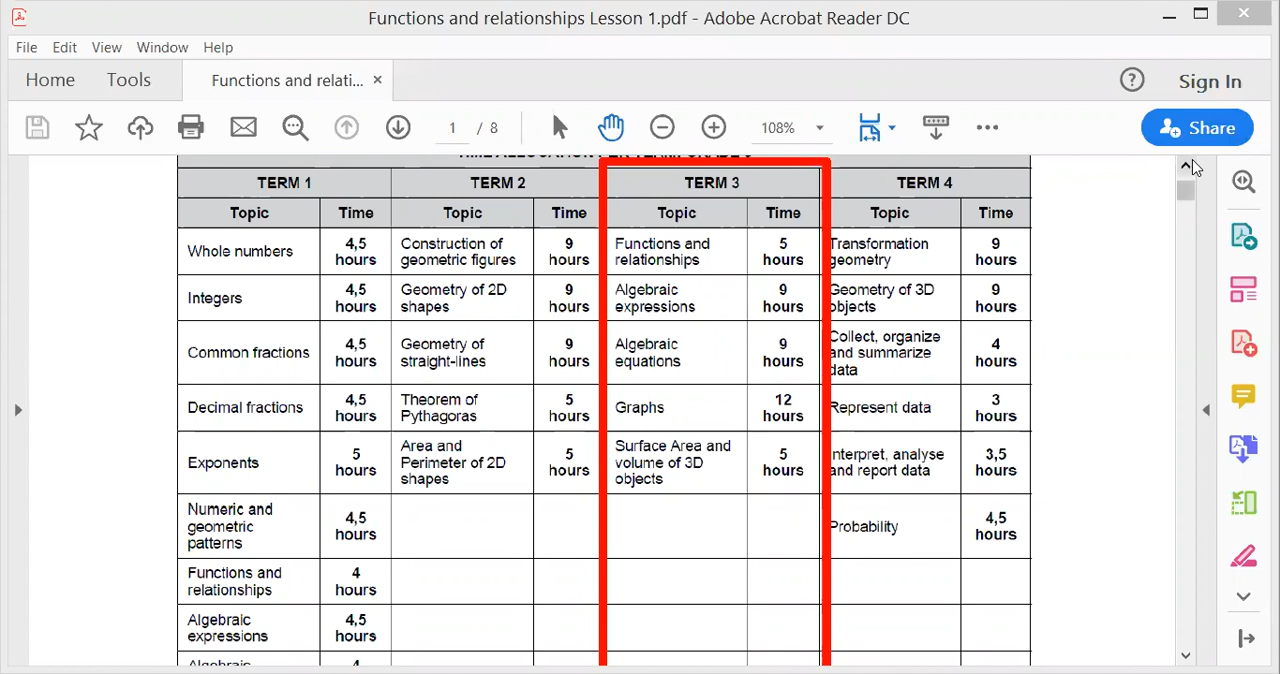 Functions and relationships Lesson 1.pdf - Adobe Acrobat Reader DC
File Edit View Window Help
Home Tools Functions and relati... × Sign In
1 / 8 108% Share
TERM 1 TERM 2 TERM 3 TERM 4
Topic Time Topic Time Topic Time Topic Time
Whole numbers 4,5 hours Construction of geometric figures 9 hours Functions and relationships 5 hours Transformation geometry 9 hours
Integers 4,5 hours Geometry of 2D shapes 9 hours Algebraic expressions 9 hours Geometry of 3D objects 9 hours
Common fractions 4,5 hours Geometry of straight-lines 9 hours Algebraic equations 9 hours Collect, organize and summarize data 4 hours
Decimal fractions 4,5 hours Theorem of Pythagoras 5 hours Graphs 12 hours Represent data 3 hours
Exponents 5 hours Area and Perimeter of 2D shapes 5 hours Surface Area and volume of 3D objects 5 hours Interpret, analyse and report data 3,5 hours
Numeric and geometric patterns 4,5 hours Probability 4,5 hours
Functions and relationships 4 hours
Algebraic expressions 4,5 hours
Algebraic 4